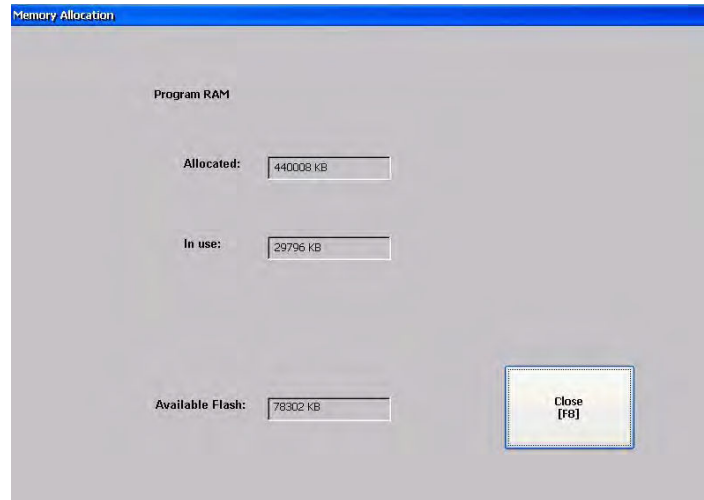 Memory Allocation
Program RAM
Allocated: 440008 KB
In use: 29796 KB
Available Flash: 78302 KB
Close
[F8]